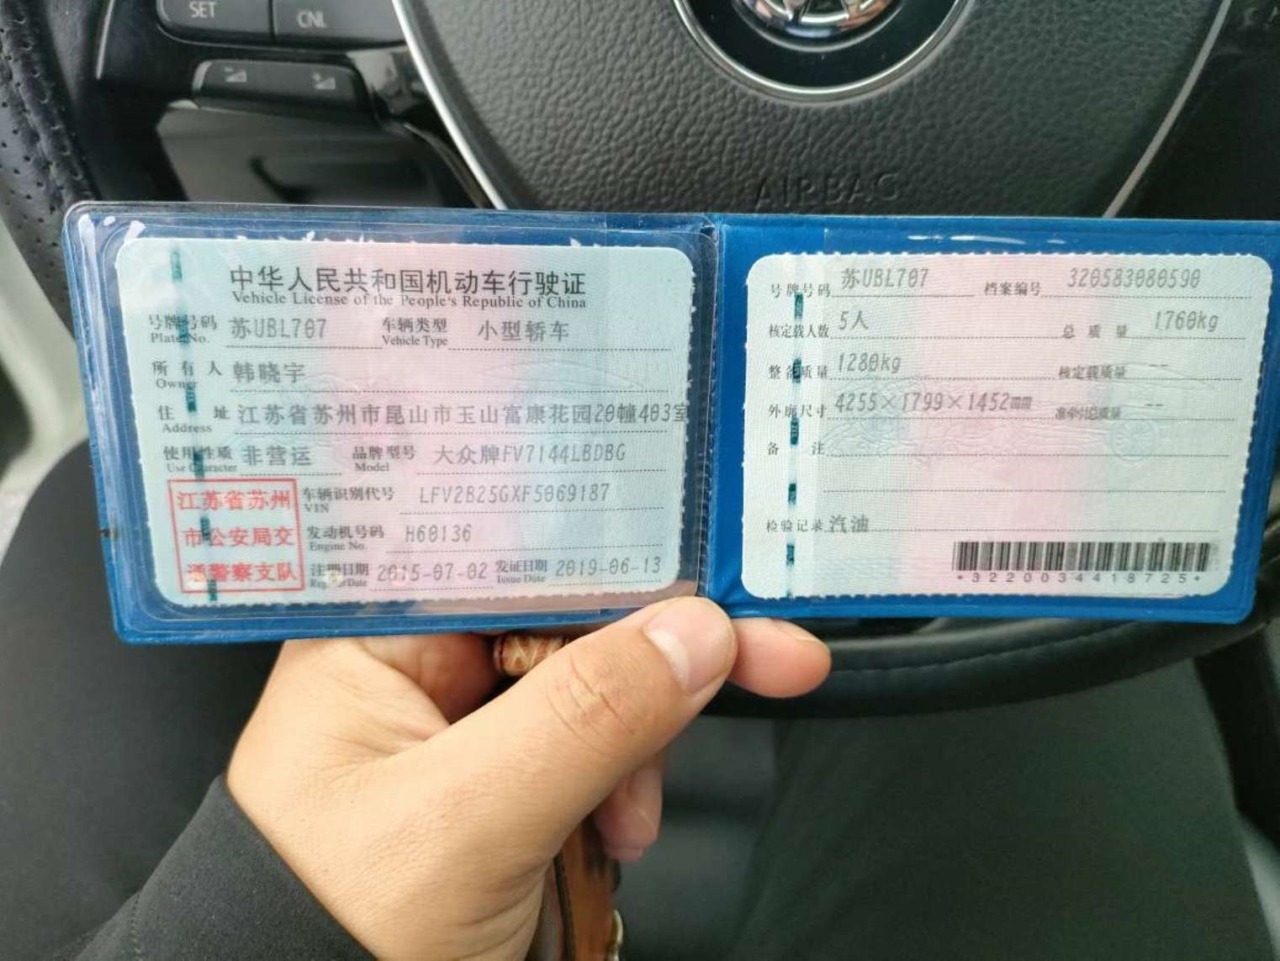 SET
CNL
AIRBAG
中华人民共和国机动车行驶证
Vehicle License of the People's Republic of China
号牌号码 苏UBL707 车辆类型 小型轿车
Plate No. Vehicle Type
所有人 韩晓宇
Owner
住址 江苏省苏州市昆山市玉山富康花园20幢403室
Address
使用性质 非营运 品牌型号 大众牌FV7144LBDBG
Use Character Model
江苏省苏州
市公安局交
通警察支队
车辆识别代号 LFV2B25GXF5069187
VIN
发动机号码 H60136
Engine No.
注册日期 2015-07-02 发证日期 2019-06-13
Register Date Issue Date
号牌号码 苏UBL707 档案编号 320583080590
核定载人数 5人 总质量 1760kg
整备质量 1280kg 核定载质量 --
外廓尺寸 4255×1799×1452mm 准牵引总质量 --
备注
检验记录 汽油
*3220034418725*